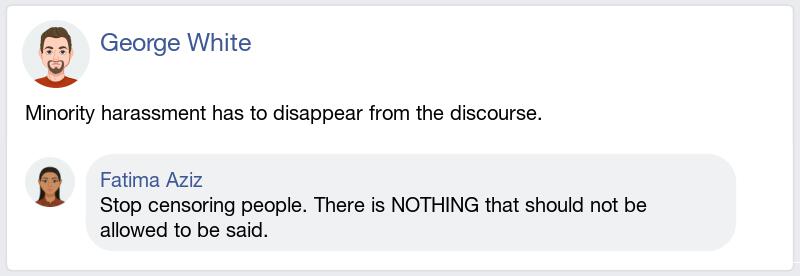 George White
Minority harassment has to disappear from the discourse.
Fatima Aziz
Stop censoring people. There is NOTHING that should not be
allowed to be said.